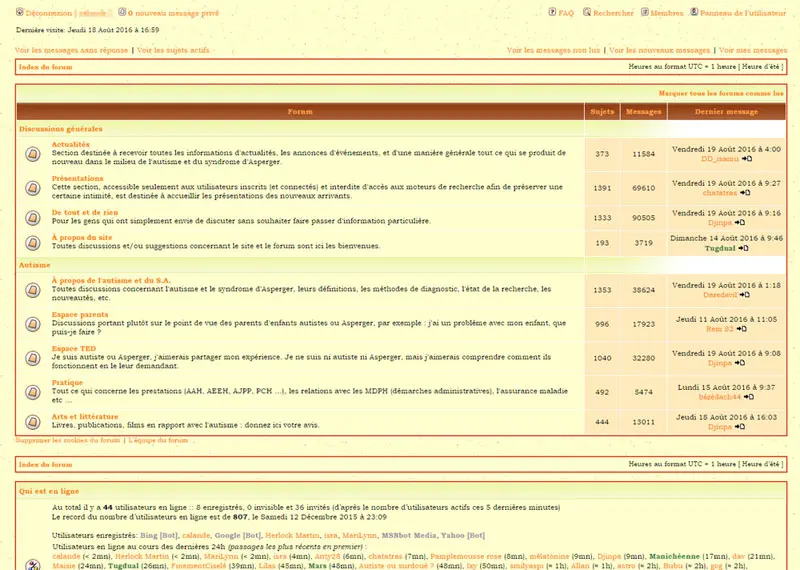 Déconnexion [ calande ] 0 nouveau message privé
FAQ Rechercher Membres Panneau de l'utilisateur
Dernière visite: Jeudi 18 Août 2016 à 16:59
Voir les messages sans réponse | Voir les sujets actifs
Voir les messages non lus | Voir les nouveaux messages | Voir mes messages
Index du forum
Heures au format UTC + 1 heure [ Heure d'été ]
Marquer tous les forums comme lus
Forum Sujets Messages Dernier message
Discussions générales
Actualités
Section destinée à recevoir toutes les informations d'actualités, les annonces d'événements, et d'une manière générale tout ce qui se produit de
nouveau dans le milieu de l'autisme et du syndrome d'Asperger.
373 11584 Vendredi 19 Août 2016 à 4:00
DD_mamu
Présentations
Cette section, accessible seulement aux utilisateurs inscrits (et connectés) et interdite d'accès aux moteurs de recherche afin de préserver une
certaine intimité, est destinée à accueillir les présentations des nouveaux arrivants.
1391 69610 Vendredi 19 Août 2016 à 9:27
chatatras
De tout et de rien
Pour les gens qui ont simplement envie de discuter sans souhaiter faire passer d'information particulière.
1333 90505 Vendredi 19 Août 2016 à 9:16
Djinpa
À propos du site
Toutes discussions et/ou suggestions concernant le site et le forum sont ici les bienvenues.
193 3719 Dimanche 14 Août 2016 à 9:46
Tugdual
Autisme
À propos de l'autisme et du S.A.
Toutes discussions concernant l'autisme et le syndrome d'Asperger, leurs définitions, les méthodes de diagnostic, l'état de la recherche, les
nouveautés, etc.
1353 38624 Vendredi 19 Août 2016 à 1:18
Daredevil
Espace parents
Discussions portant plutôt sur le point de vue des parents d'enfants autistes ou Asperger, par exemple : j'ai un problème avec mon enfant, que
puis-je faire ?
996 17923 Jeudi 11 Août 2016 à 11:05
Remi 82
Espace TED
Je suis autiste ou Asperger, j'aimerais partager mon expérience. Je ne suis ni autiste ni Asperger, mais j'aimerais comprendre comment ils
fonctionnent en le leur demandant.
1040 32280 Vendredi 19 Août 2016 à 9:08
Djinpa
Pratique
Tout ce qui concerne les prestations (AAH, AEEH, AJPP, PCH ...), les relations avec les MDPH (démarches administratives), l'assurance maladie
etc ...
492 5474 Lundi 15 Août 2016 à 9:37
bézédach44
Arts et littérature
Livres, publications, films en rapport avec l'autisme : donnez ici votre avis.
444 13011 Jeudi 18 Août 2016 à 16:03
Djinpa
Supprimer les cookies du forum | L'équipe du forum
Index du forum
Heures au format UTC + 1 heure [ Heure d'été ]
Qui est en ligne
Au total il y a 44 utilisateurs en ligne :: 8 enregistrés, 0 invisible et 36 invités (d'après le nombre d'utilisateurs actifs ces 5 dernières minutes)
Le record du nombre d'utilisateurs en ligne est de 807, le Samedi 12 Décembre 2015 à 23:09
Utilisateurs enregistrés: Bing [Bot], calande, Google [Bot], Herlock Martin, isra, MariLynn, MSNbot Media, Yahoo [Bot]
Utilisateurs en ligne au cours des dernières 24h (passages les plus récents en premier) :
calande (< 2mn), Herlock Martin (< 2mn), MariLynn (< 2mn), isra (4mn), Amy28 (6mn), chatatras (7mn), Pamplemousse rose (8mn), mélatonine (9mn), Djinpa (9mn), Manichéenne (17mn), dav (21mn),
Maïnie (24mn), Tugdual (26mn), ForementCiselé (39mn), Lilas (45mn), Mars (48mn), Autiste ou surdoué ? (48mn), lxy (50mn), smilyaspi (≈ 1h), Allan (≈ 1h), astro (≈ 2h), Bubu (≈ 2h), gog (≈ 2h),